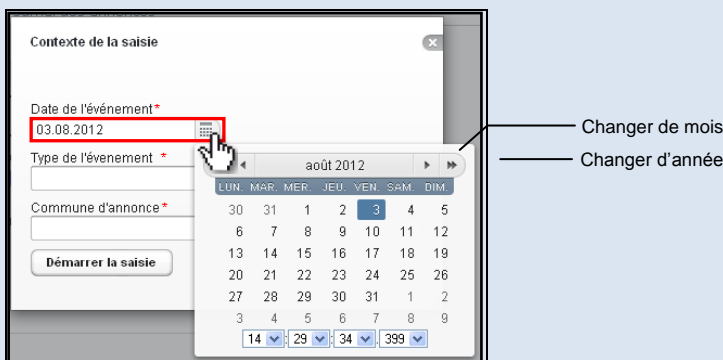 Contexte de la saisie
Date de l'événement *
03.08.2012
Type de l'évenement *
Commune d'annonce *
Démarrer la saisie
août 2012
LUN. MAR. MER. JEU. VEN. SAM. DIM.
30 31 1 2 3 4 5
6 7 8 9 10 11 12
13 14 15 16 17 18 19
20 21 22 23 24 25 26
27 28 29 30 31 1 2
3 4 5 6 7 8 9
14 : 29 : 34 . 399
Changer de mois
Changer d’année